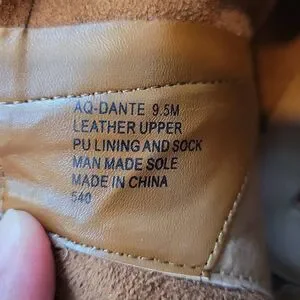 AQ-DANTE 9.5M
LEATHER UPPER
PU LINING AND SOCK
MAN MADE SOLE
MADE IN CHINA
540